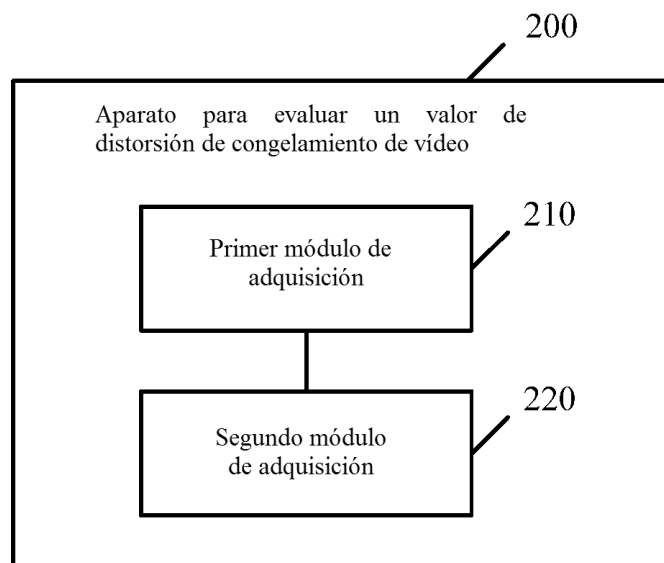 200
Aparato para evaluar un valor de
distorsión de congelamiento de vídeo
210
Primer módulo de
adquisición
220
Segundo módulo
de adquisición